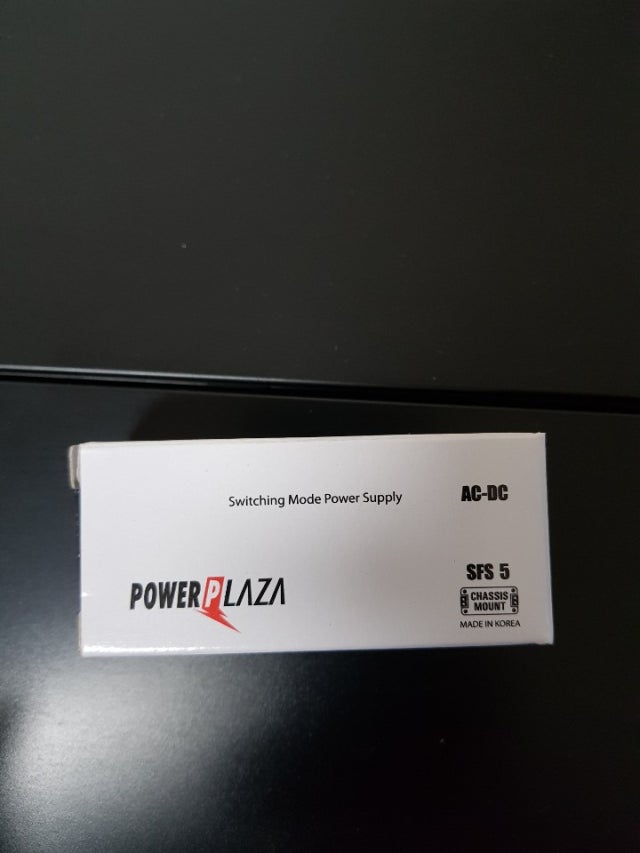 Switching Mode Power Supply
AC-DC
POWERPLAZA
SFS 5
CHASSIS
MOUNT
MADE IN KOREA